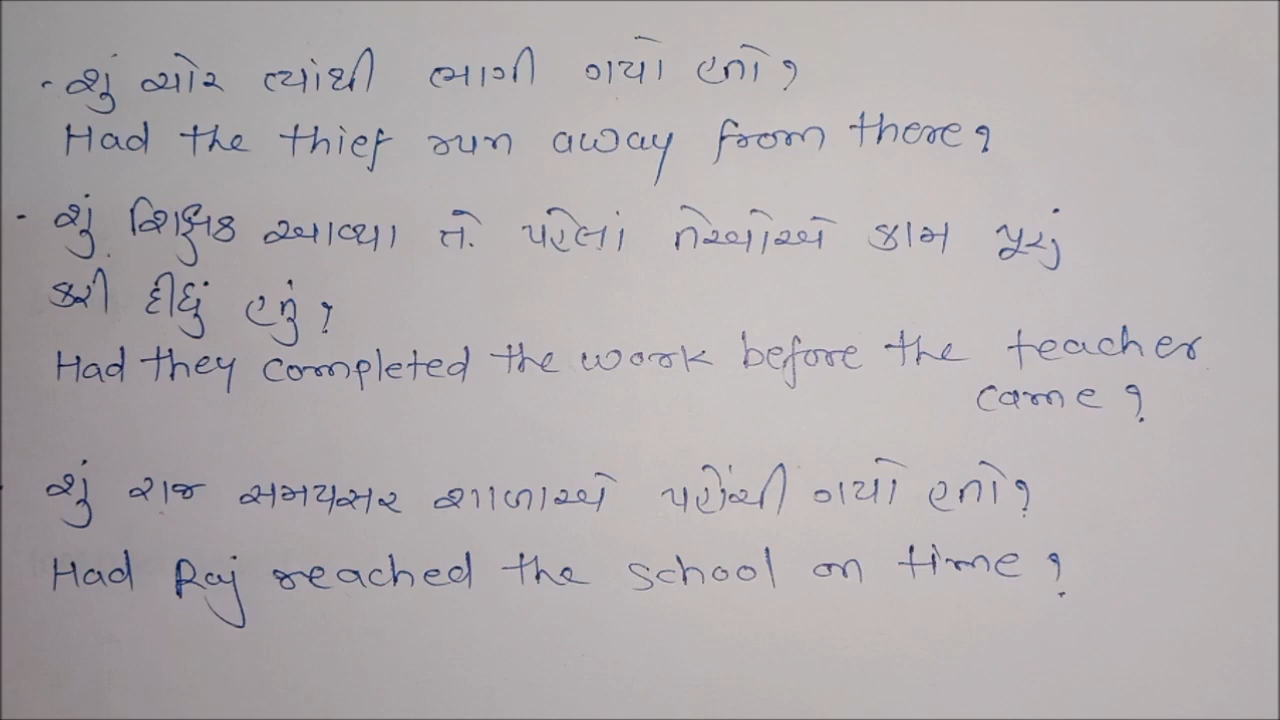 - શું ચોર ત્યાંથી ભાગી ગયો હતો?
Had the thief run away from there?
- શું શિક્ષક આવ્યા તે પહેલાં તેઓએ કામ પૂરું
કરી દીધું હતું?
Had they completed the work before the teacher
came?
શું રાજ સમયસર શાળાએ પહોંચી ગયો હતો?
Had Raj reached the school on time?